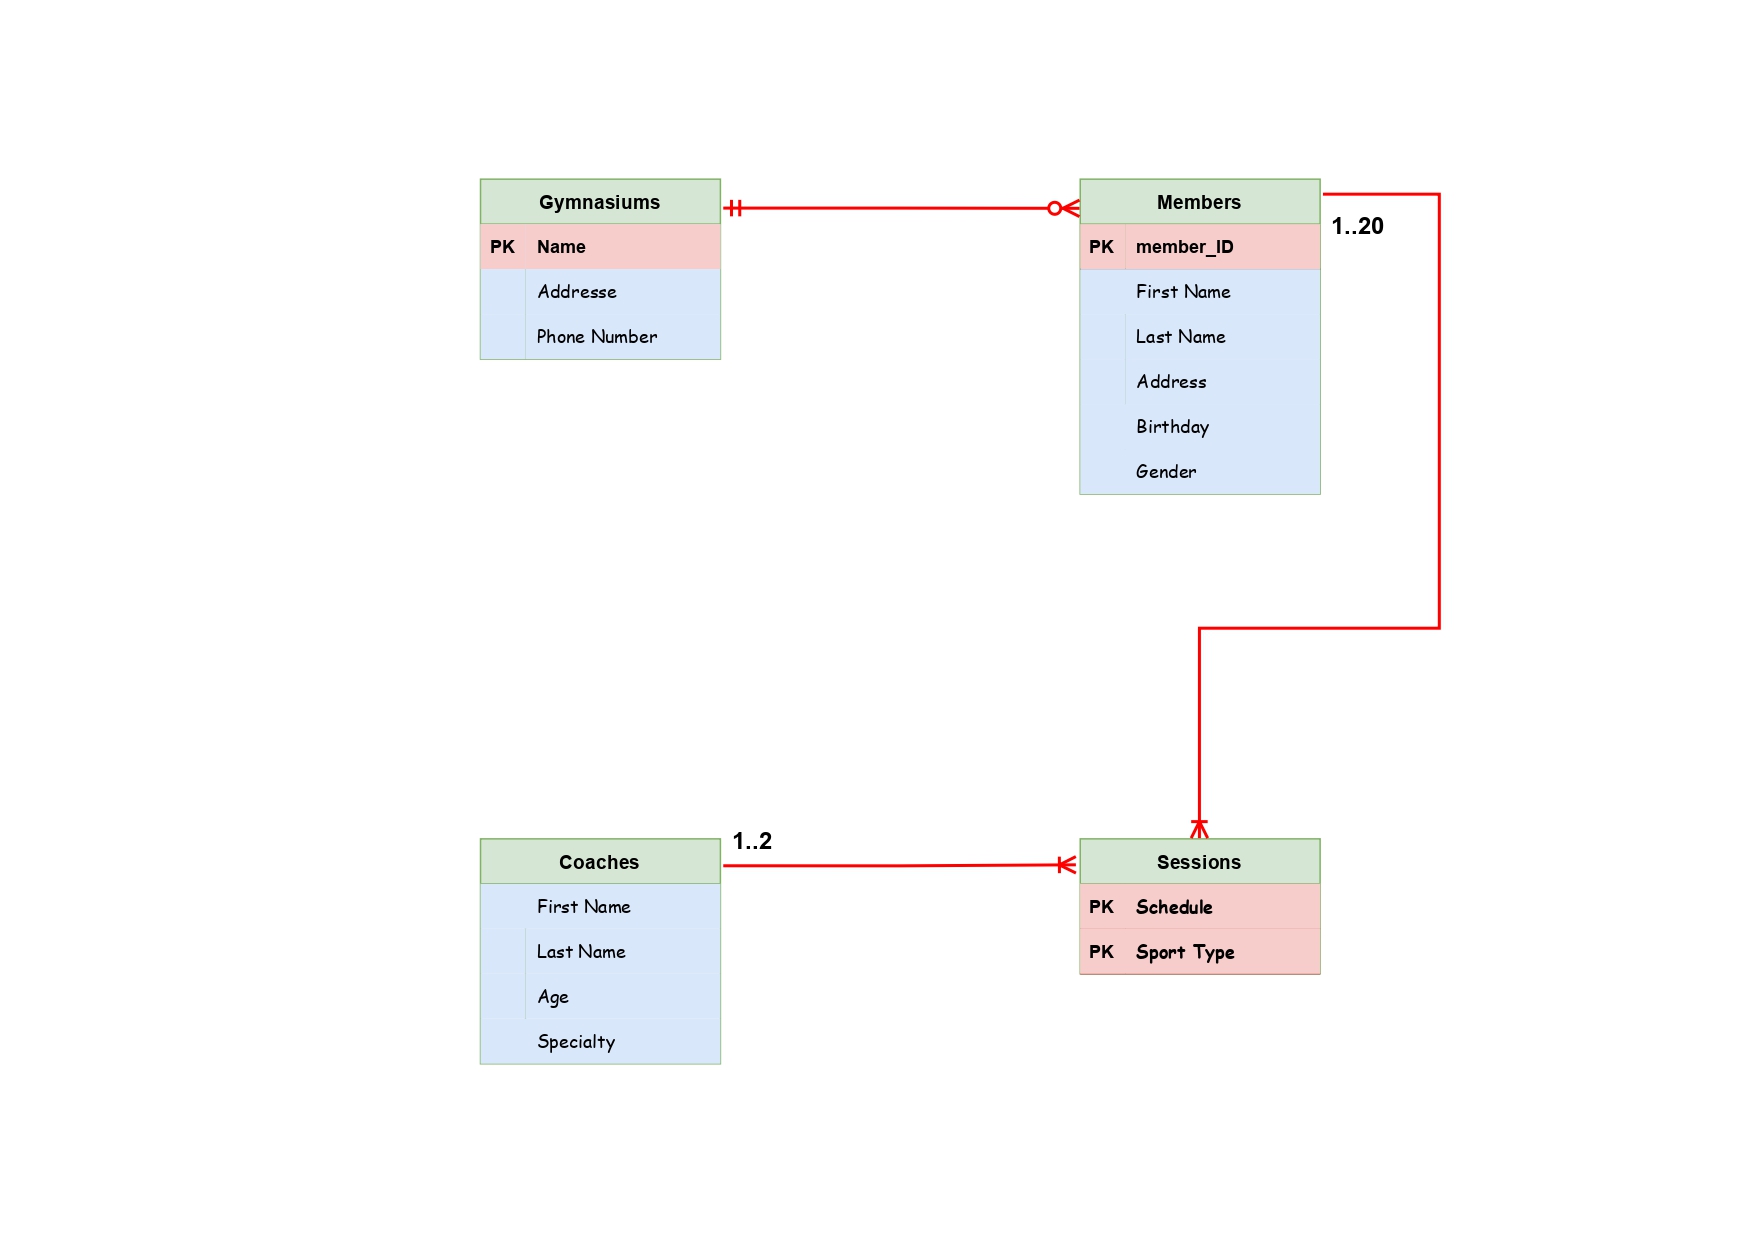 Gymnasiums
PK Name
Addresse
Phone Number
Members
PK member_ID
First Name
Last Name
Address
Birthday
Gender
1..20
Coaches
First Name
Last Name
Age
Specialty
1..2
Sessions
PK Schedule
PK Sport Type